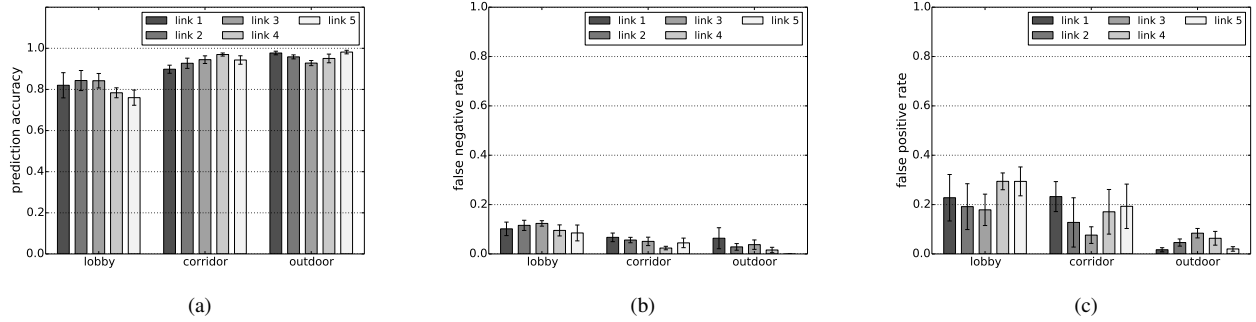 link 1 link 3 link 5
link 2 link 4
prediction accuracy
1.0
0.8
0.6
0.4
0.2
0.0
lobby corridor outdoor
(a)
link 1 link 3 link 5
link 2 link 4
false negative rate
1.0
0.8
0.6
0.4
0.2
0.0
lobby corridor outdoor
(b)
link 1 link 3 link 5
link 2 link 4
false positive rate
1.0
0.8
0.6
0.4
0.2
0.0
lobby corridor outdoor
(c)